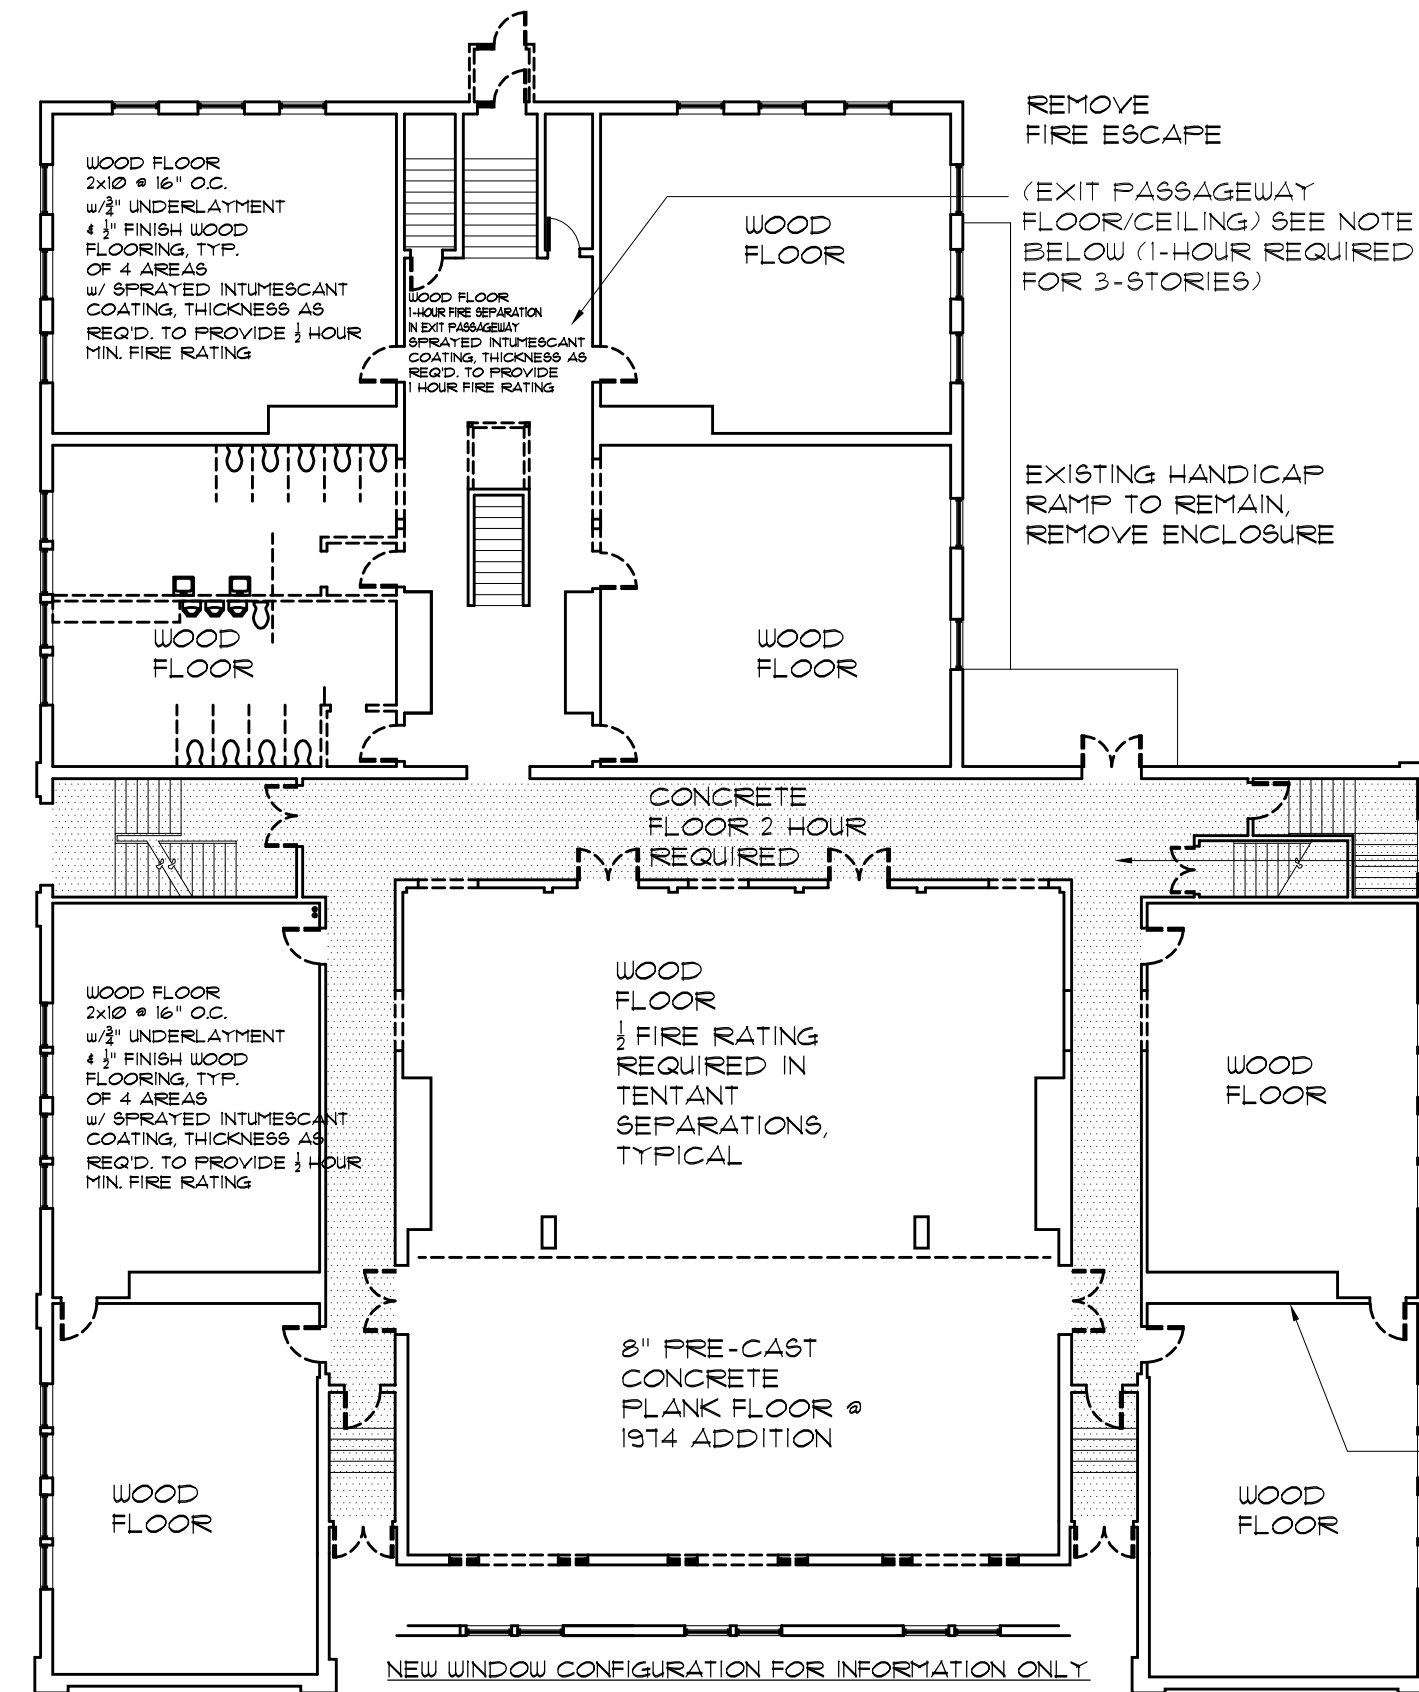 REMOVE
FIRE ESCAPE
(EXIT PASSAGEWAY
FLOOR/CEILING) SEE NOTE
BELOW (1-HOUR REQUIRED
FOR 3-STORIES)
WOOD FLOOR
2x10 @ 16" O.C.
w/ 3/4" UNDERLAYMENT
& 1/2" FINISH WOOD
FLOORING, TYP.
OF 4 AREAS
w/ SPRAYED INTUMESCANT
COATING, THICKNESS AS
REQ'D. TO PROVIDE 1/2 HOUR
MIN. FIRE RATING
WOOD FLOOR
1-HOUR FIRE SEPARATION
IN EXIT PASSAGEWAY
SPRAYED INTUMESCANT
COATING, THICKNESS AS
REQ'D. TO PROVIDE
1 HOUR FIRE RATING
WOOD
FLOOR
EXISTING HANDICAP
RAMP TO REMAIN,
REMOVE ENCLOSURE
WOOD
FLOOR
WOOD
FLOOR
CONCRETE
FLOOR 2 HOUR
REQUIRED
WOOD FLOOR
2x10 @ 16" O.C.
w/ 3/4" UNDERLAYMENT
& 1/2" FINISH WOOD
FLOORING, TYP.
OF 4 AREAS
w/ SPRAYED INTUMESCANT
COATING, THICKNESS AS
REQ'D. TO PROVIDE 1/2 HOUR
MIN. FIRE RATING
WOOD
FLOOR
1/2 FIRE RATING
REQUIRED IN
TENTANT
SEPARATIONS,
TYPICAL
WOOD
FLOOR
8" PRE-CAST
CONCRETE
PLANK FLOOR @
1974 ADDITION
WOOD
FLOOR
WOOD
FLOOR
NEW WINDOW CONFIGURATION FOR INFORMATION ONLY